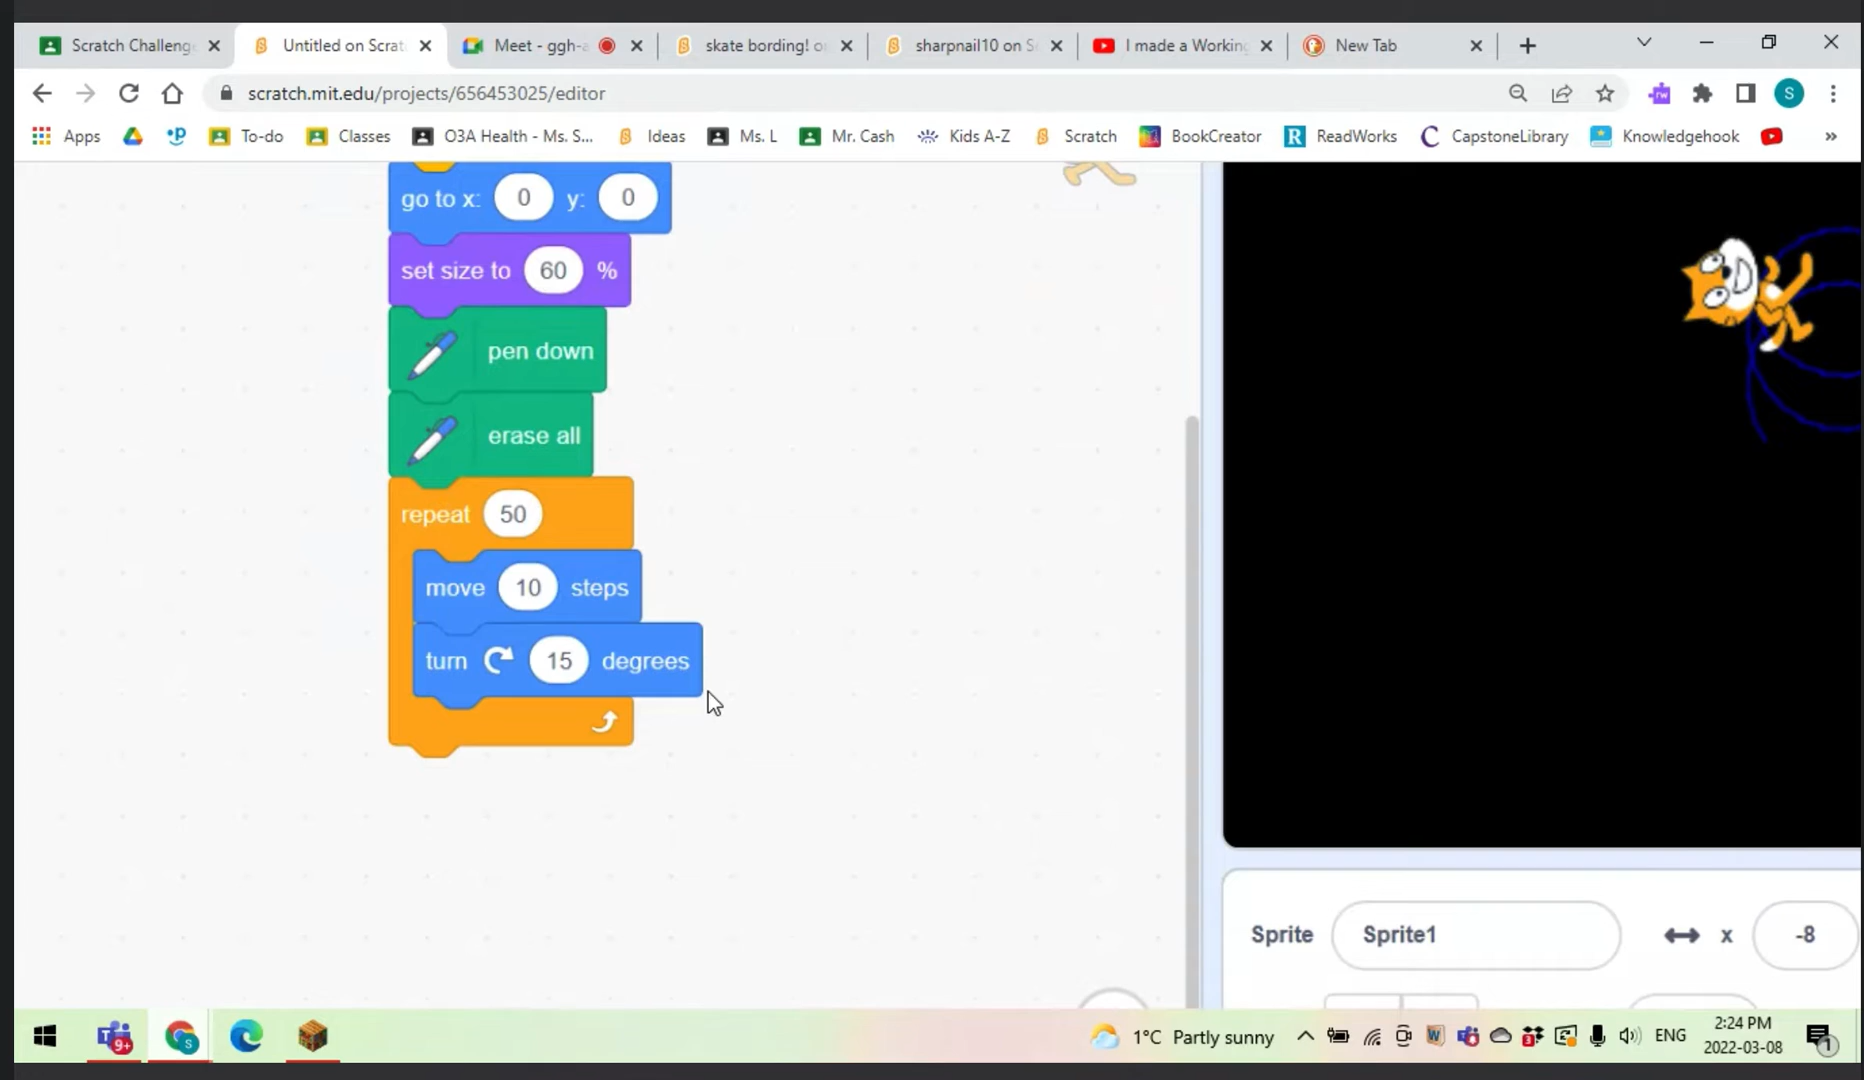 Scratch Challeng
Untitled on Scrat
Meet - ggh-a
skate bording! o
sharpnail10 on S
I made a Working
New Tab
scratch.mit.edu/projects/656453025/editor
S
Apps
To-do
Classes
O3A Health - Ms. S...
Ideas
Ms. L
Mr. Cash
Kids A-Z
Scratch
BookCreator
R
ReadWorks
CapstoneLibrary
Knowledgehook
»
go to x: 0 y: 0
set size to 60 %
pen down
erase all
repeat 50
move 10 steps
turn 15 degrees
Sprite Sprite1 x -8
9+
S
1°C Partly sunny
ENG
2:24 PM
2022-03-08
1